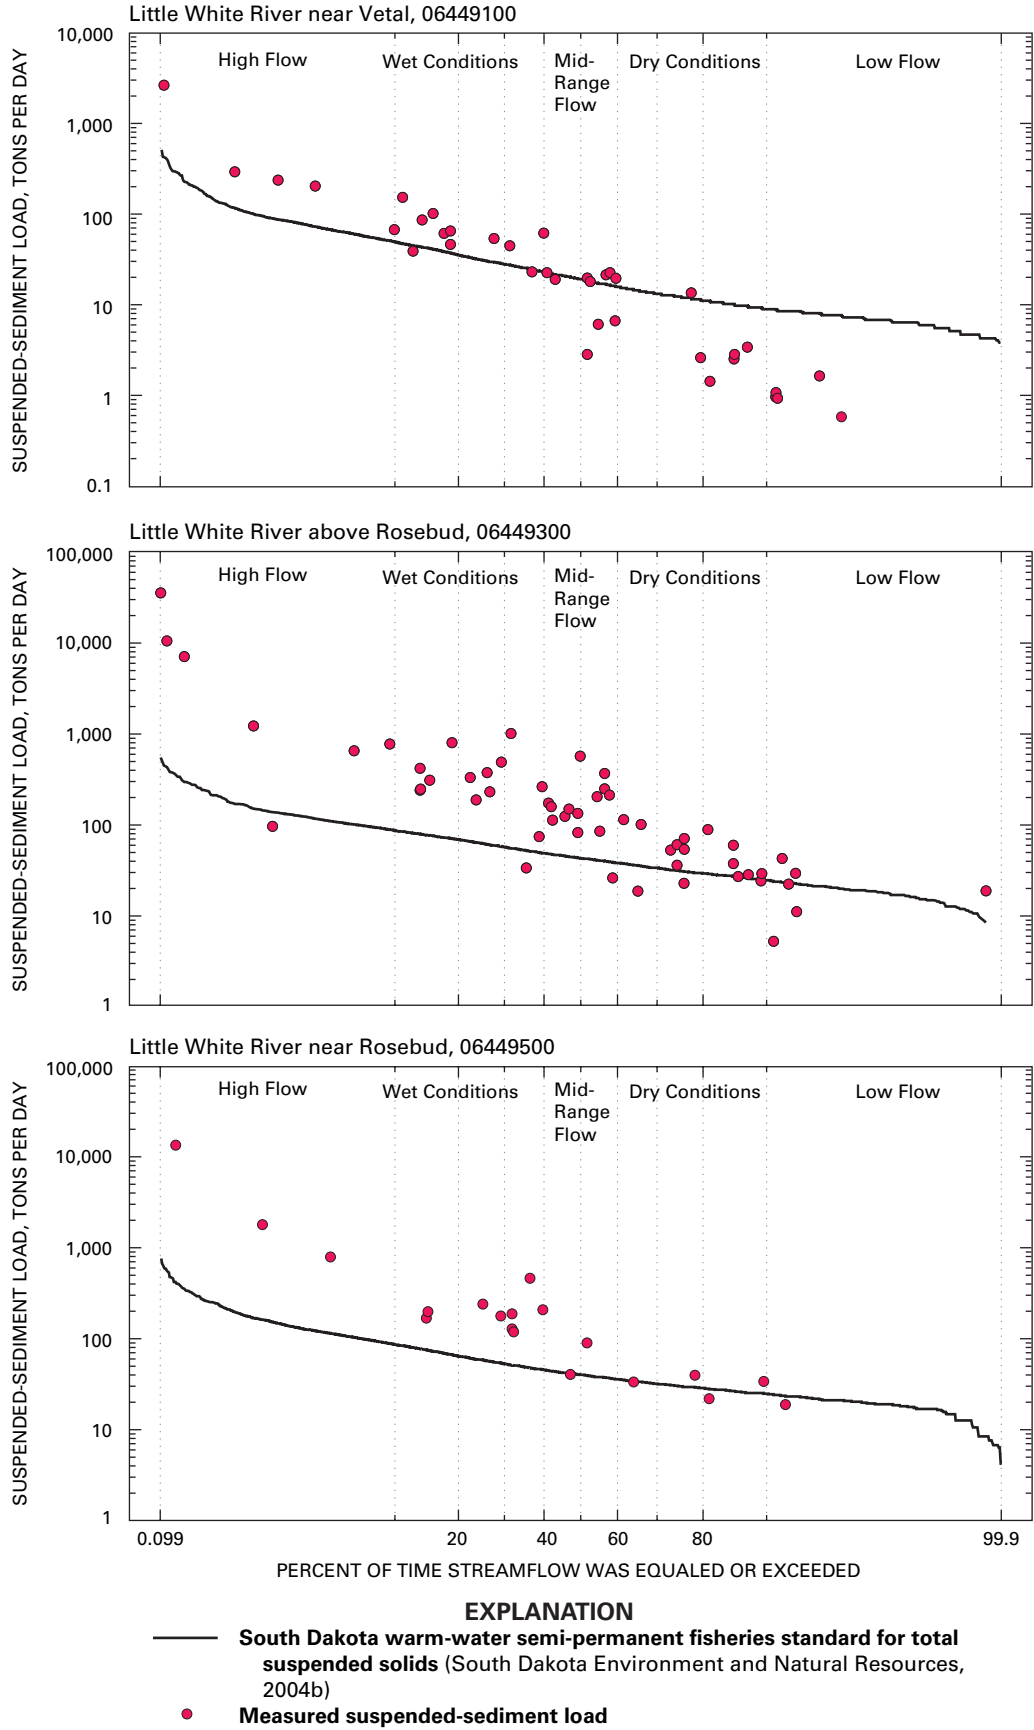 Little White River near Vetal, 06449100
SUSPENDED-SEDIMENT LOAD, TONS PER DAY
10,000
1,000
100
10
1
0.1
High Flow
Wet Conditions
Mid-
Range
Flow
Dry Conditions
Low Flow
Little White River above Rosebud, 06449300
SUSPENDED-SEDIMENT LOAD, TONS PER DAY
100,000
10,000
1,000
100
10
1
High Flow
Wet Conditions
Mid-
Range
Flow
Dry Conditions
Low Flow
Little White River near Rosebud, 06449500
SUSPENDED-SEDIMENT LOAD, TONS PER DAY
100,000
10,000
1,000
100
10
1
High Flow
Wet Conditions
Mid-
Range
Flow
Dry Conditions
Low Flow
0.099 20 40 60 80 99.9
PERCENT OF TIME STREAMFLOW WAS EQUALED OR EXCEEDED
EXPLANATION
South Dakota warm-water semi-permanent fisheries standard for total
suspended solids (South Dakota Environment and Natural Resources,
2004b)
Measured suspended-sediment load